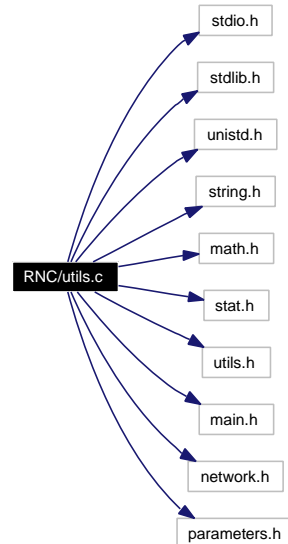 stdio.h
stdlib.h
unistd.h
string.h
math.h
RNC/utils.c
stat.h
utils.h
main.h
network.h
parameters.h